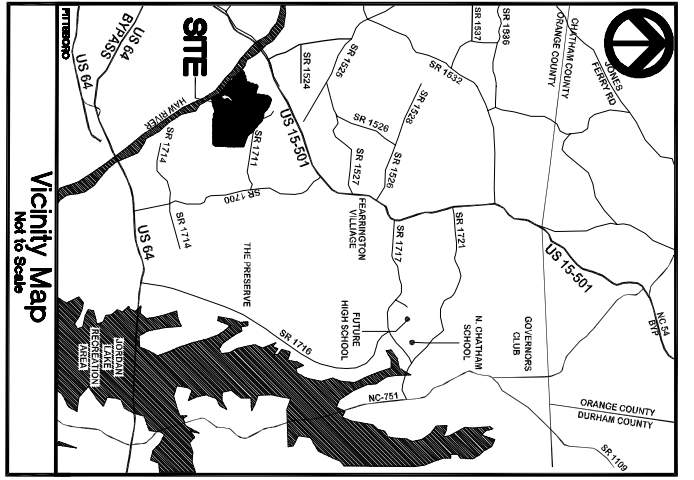 CHATHAM COUNTY
ORANGE COUNTY
JONES
FERRY RD
SR 1936
SR 1537
SR 1532
SR 1525
SR 1524
SITE
US 64
BYPASS
PITTSBORO
US 64
HAW RIVER
SR 1526
SR 1528
SR 1526
SR 1527
US 15-501
SR 1711
SR 1714
SR 1700
SR 1714
US 64
FEARRINGTON
VILLIAGE
SR 1717
SR 1721
US 15-501
NC 54
BYP
THE PRESERVE
SR 1716
FUTURE
HIGH SCHOOL
N. CHATHAM
SCHOOL
GOVERNORS
CLUB
JORDAN
LAKE
RECREATION
AREA
NC-751
ORANGE COUNTY
DURHAM COUNTY
SR 1109
Vicinity Map
Not to Scale